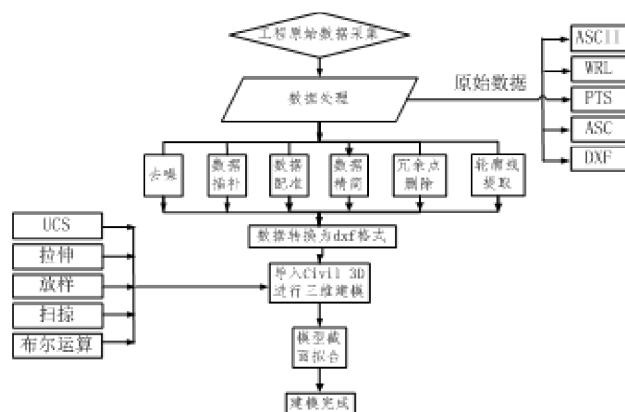 工程原始数据采集
数据处理
原始数据
ASCII
WRL
PTS
ASC
DXF
去噪
数据
插补
数据
配准
数据
精简
冗余点
删除
轮廓线
提取
UCS
拉伸
放样
扫掠
布尔运算
数据转换为dxf格式
导入Civil 3D
进行三维建模
模型截
面拟合
建模完成